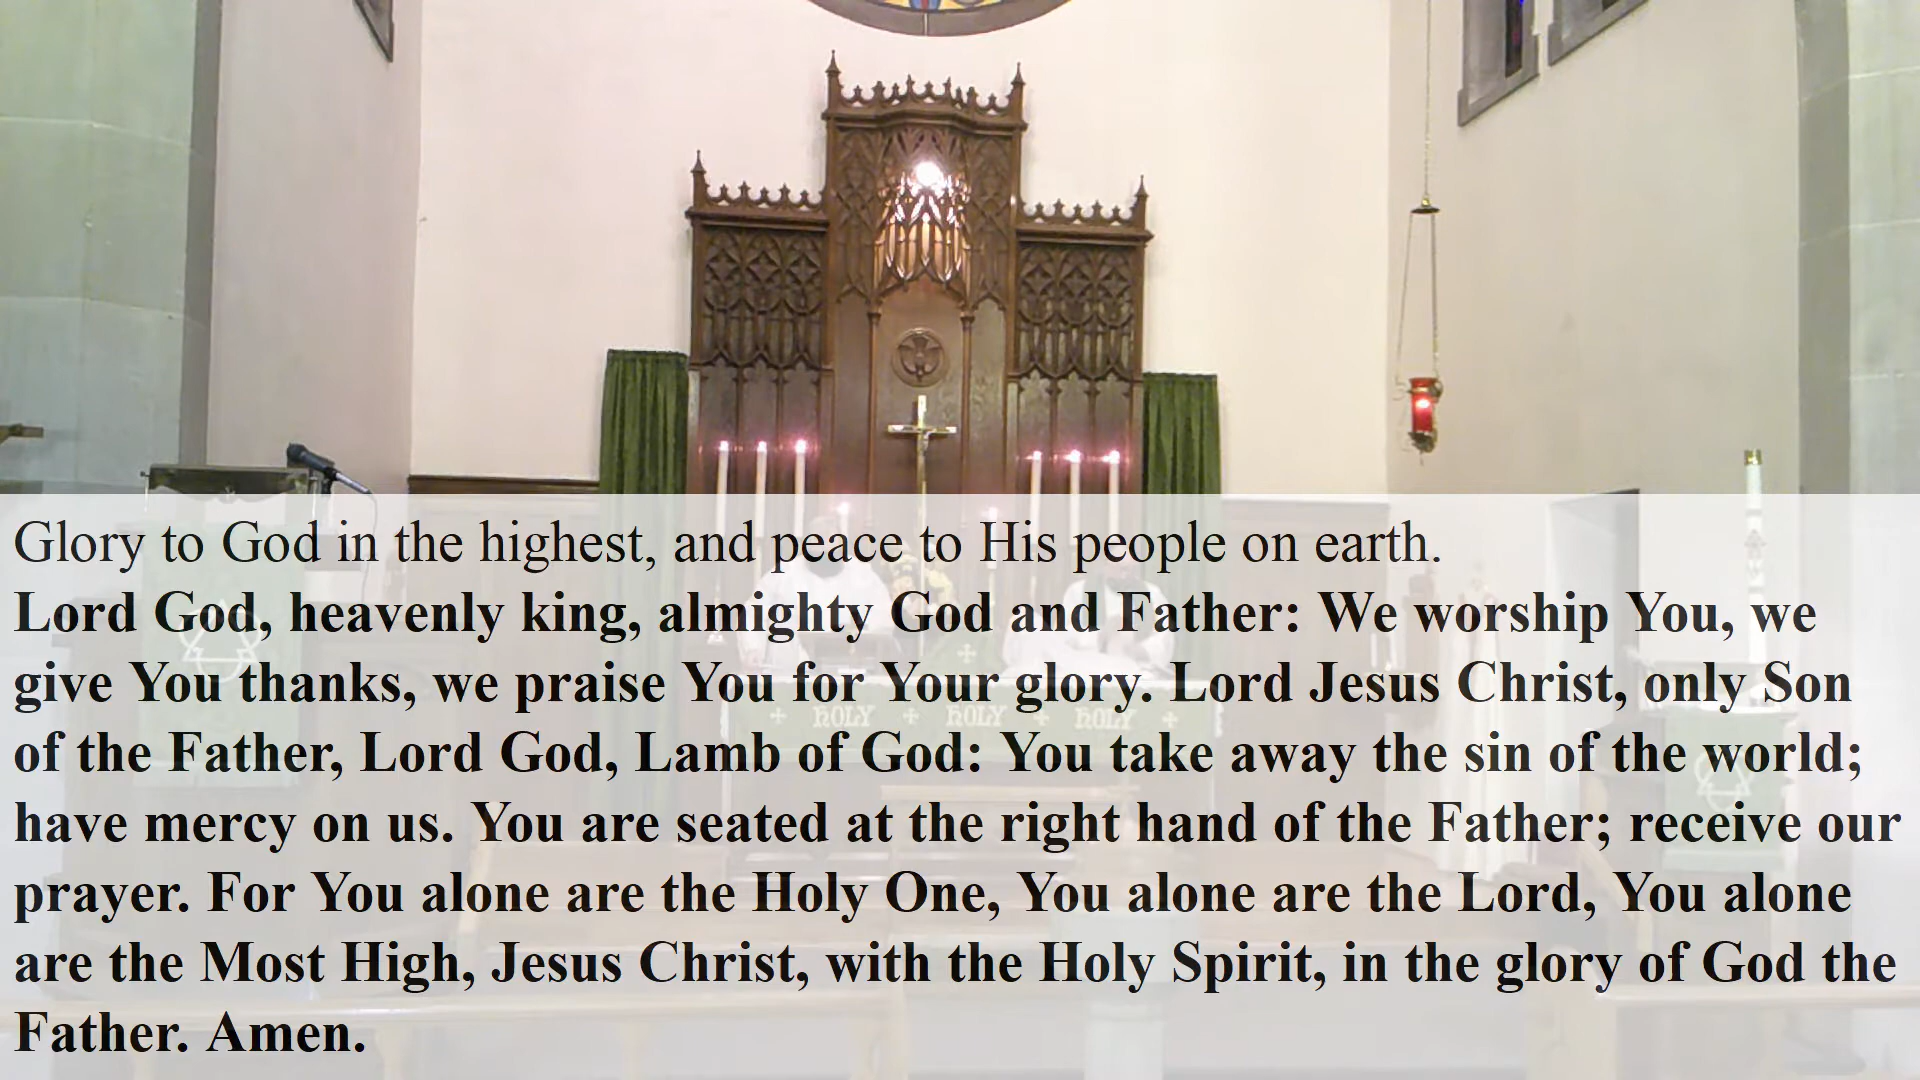 Glory to God in the highest, and peace to His people on earth.
Lord God, heavenly king, almighty God and Father: We worship You, we
give You thanks, we praise You for Your glory. Lord Jesus Christ, only Son
of the Father, Lord God, Lamb of God: You take away the sin of the world;
have mercy on us. You are seated at the right hand of the Father; receive our
prayer. For You alone are the Holy One, You alone are the Lord, You alone
are the Most High, Jesus Christ, with the Holy Spirit, in the glory of God the
Father. Amen.
HOLY HOLY HOLY